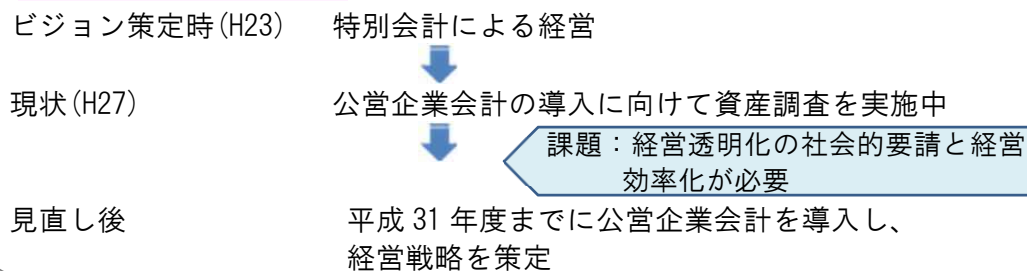 ビジョン策定時(H23) 特別会計による経営
現状(H27) 公営企業会計の導入に向けて資産調査を実施中
課題：経営透明化の社会的要請と経営
効率化が必要
見直し後 平成 31 年度までに公営企業会計を導入し、
経営戦略を策定